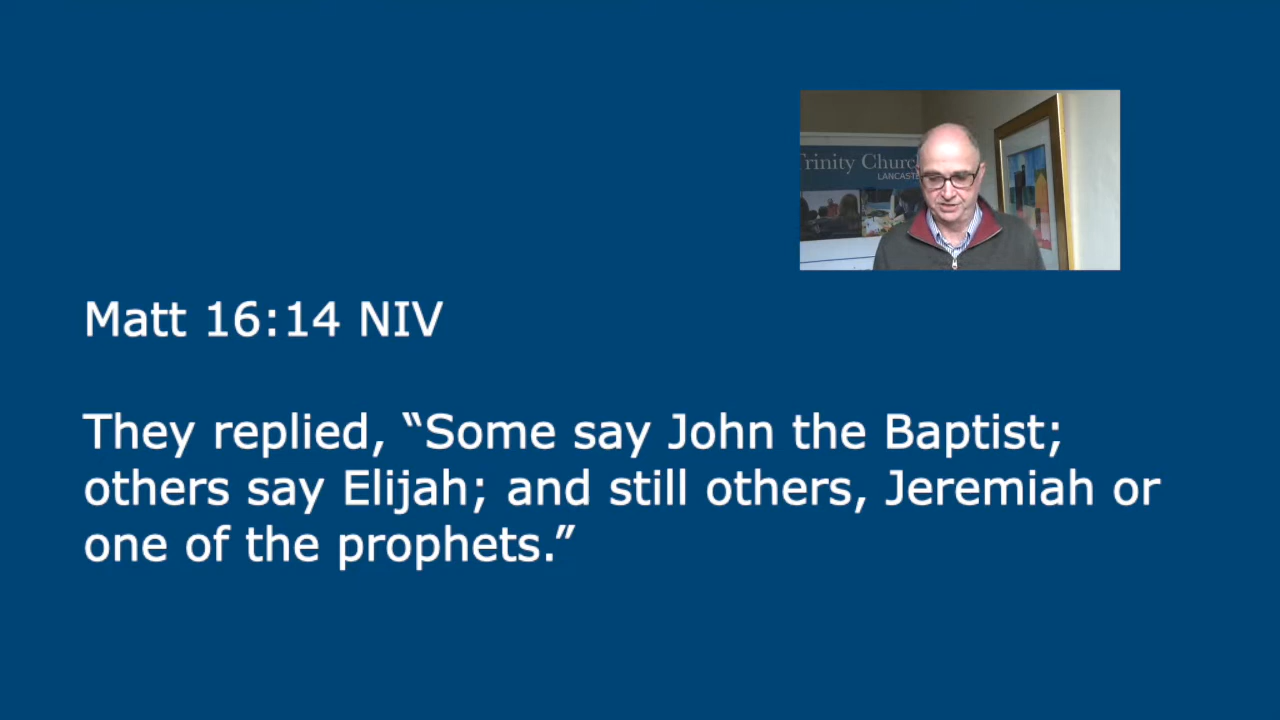 Trinity Church
LANCASTER
Matt 16:14 NIV
They replied, “Some say John the Baptist;
others say Elijah; and still others, Jeremiah or
one of the prophets.”